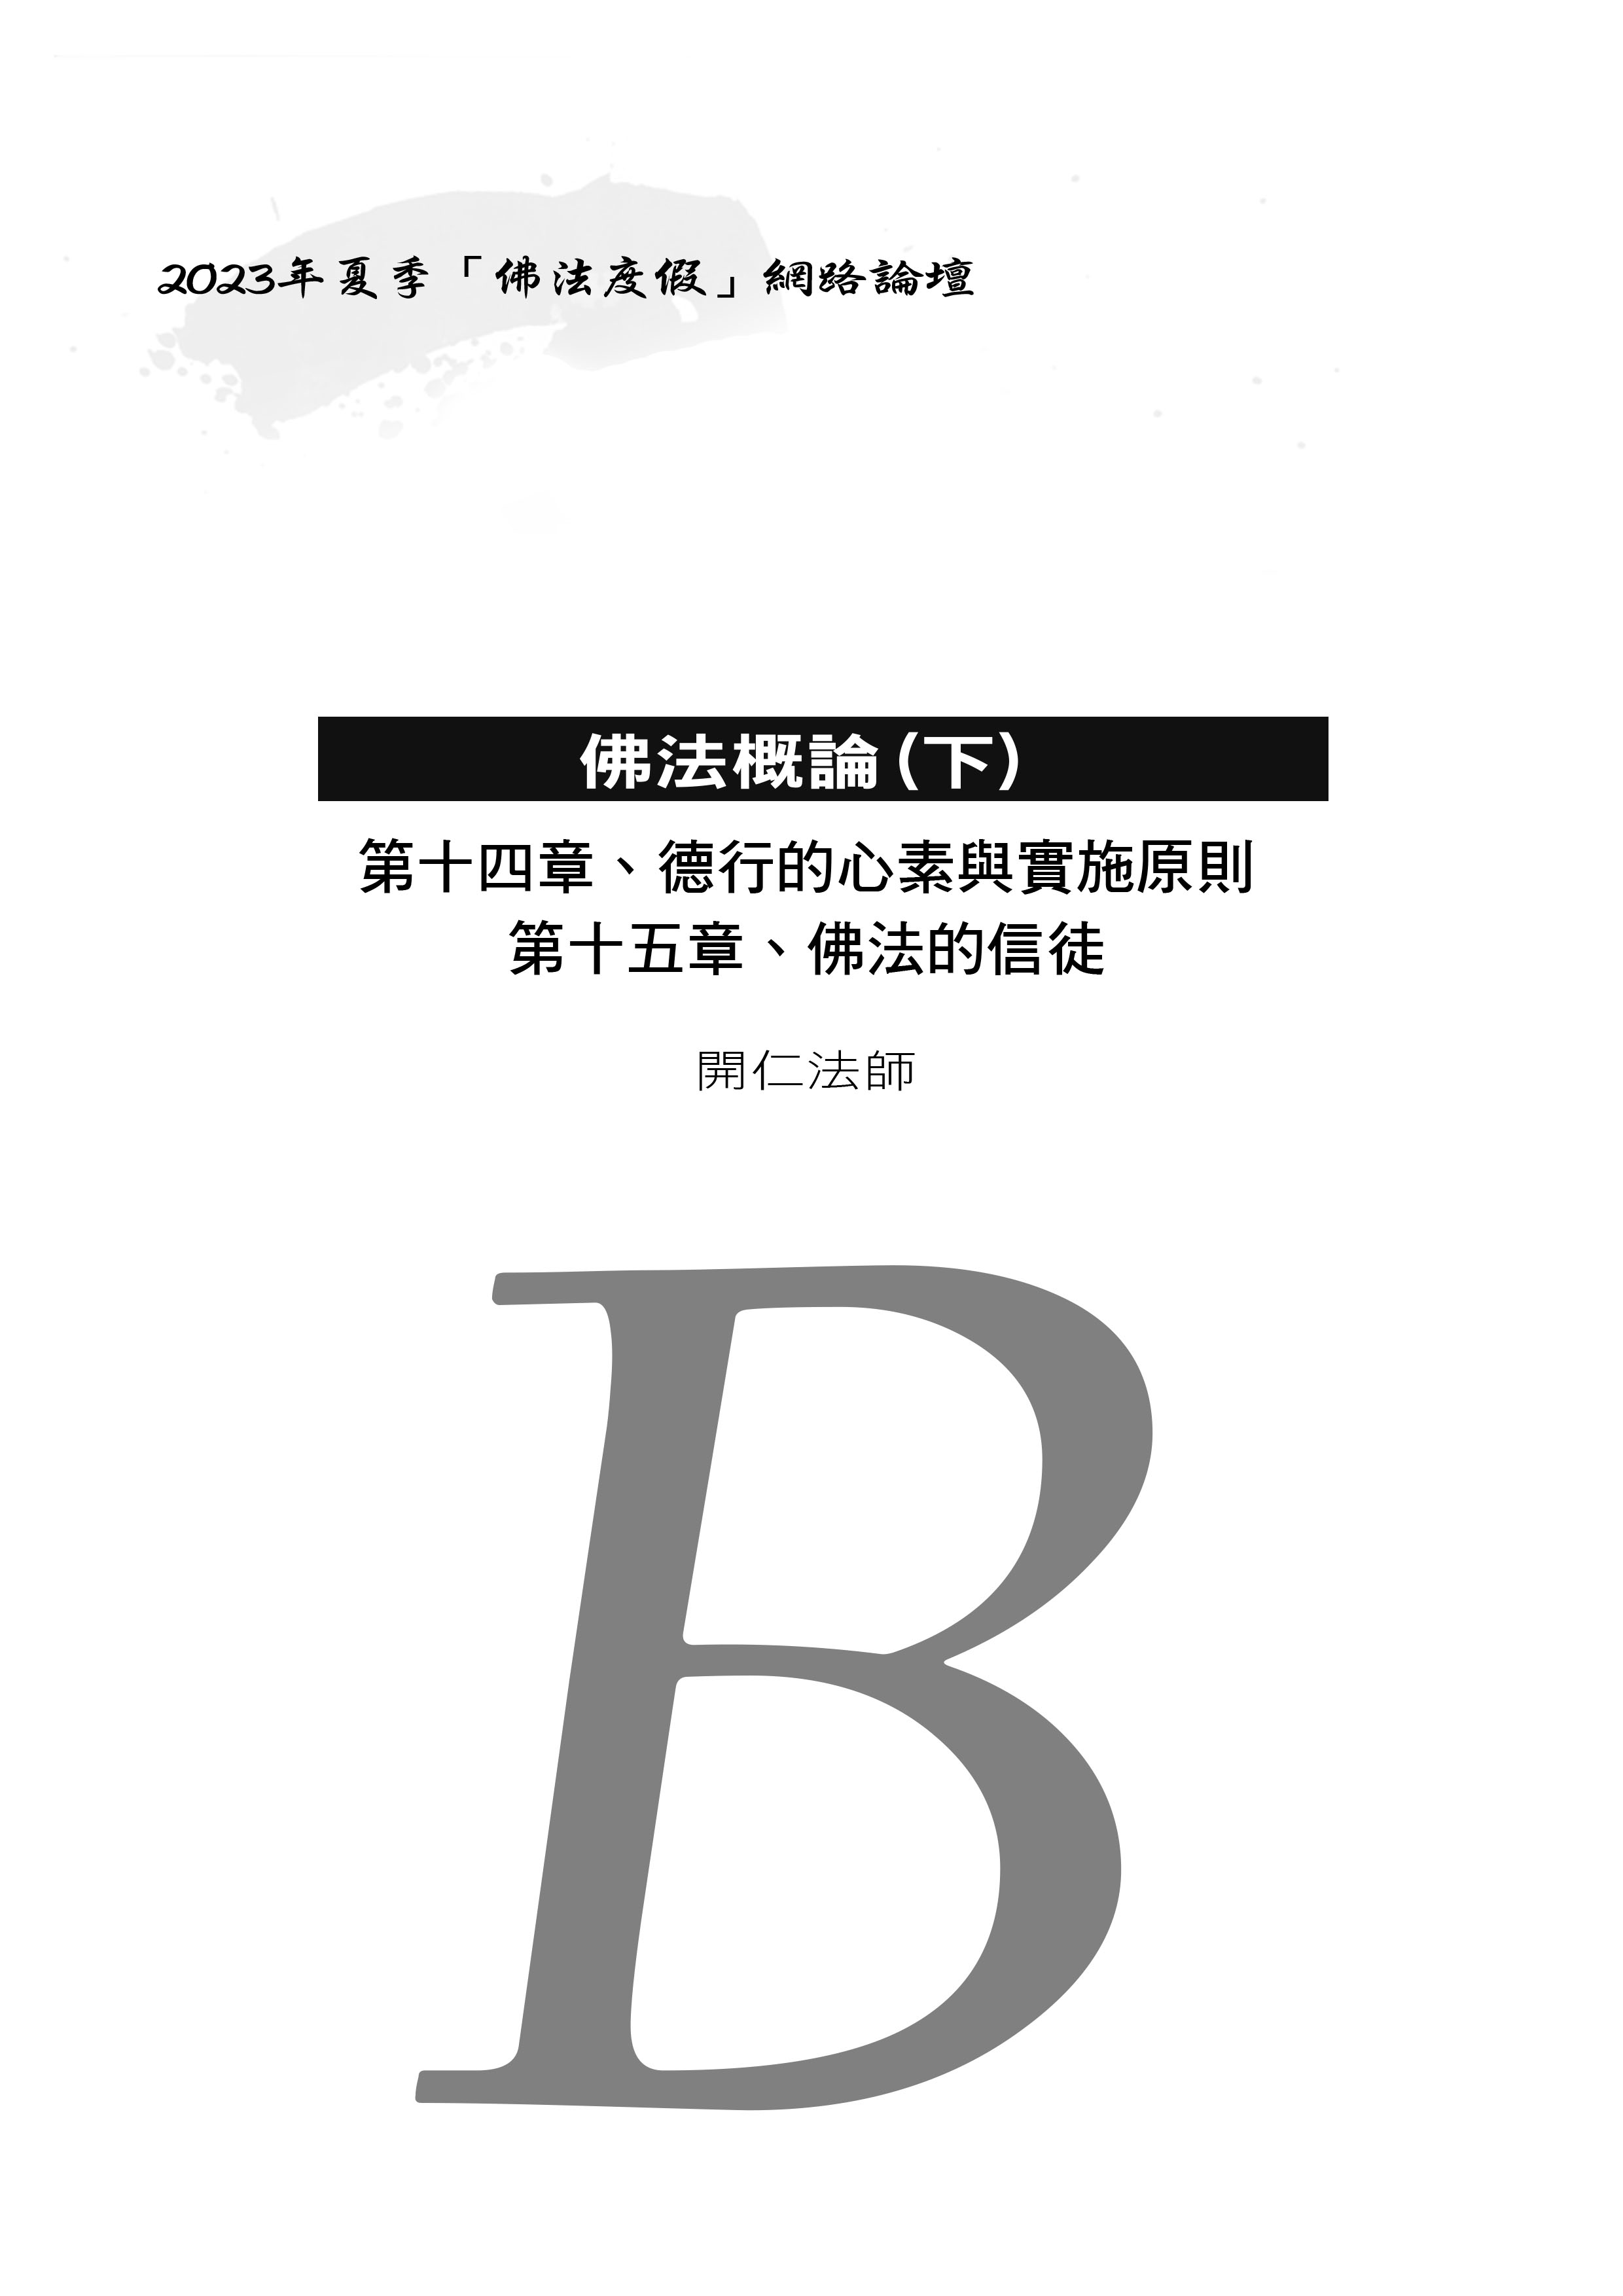 2023年夏季「佛法度假」網路論壇
佛法概論(下)
第十四章、德行的心素與實施原則
第十五章、佛法的信徒
開仁法師
B